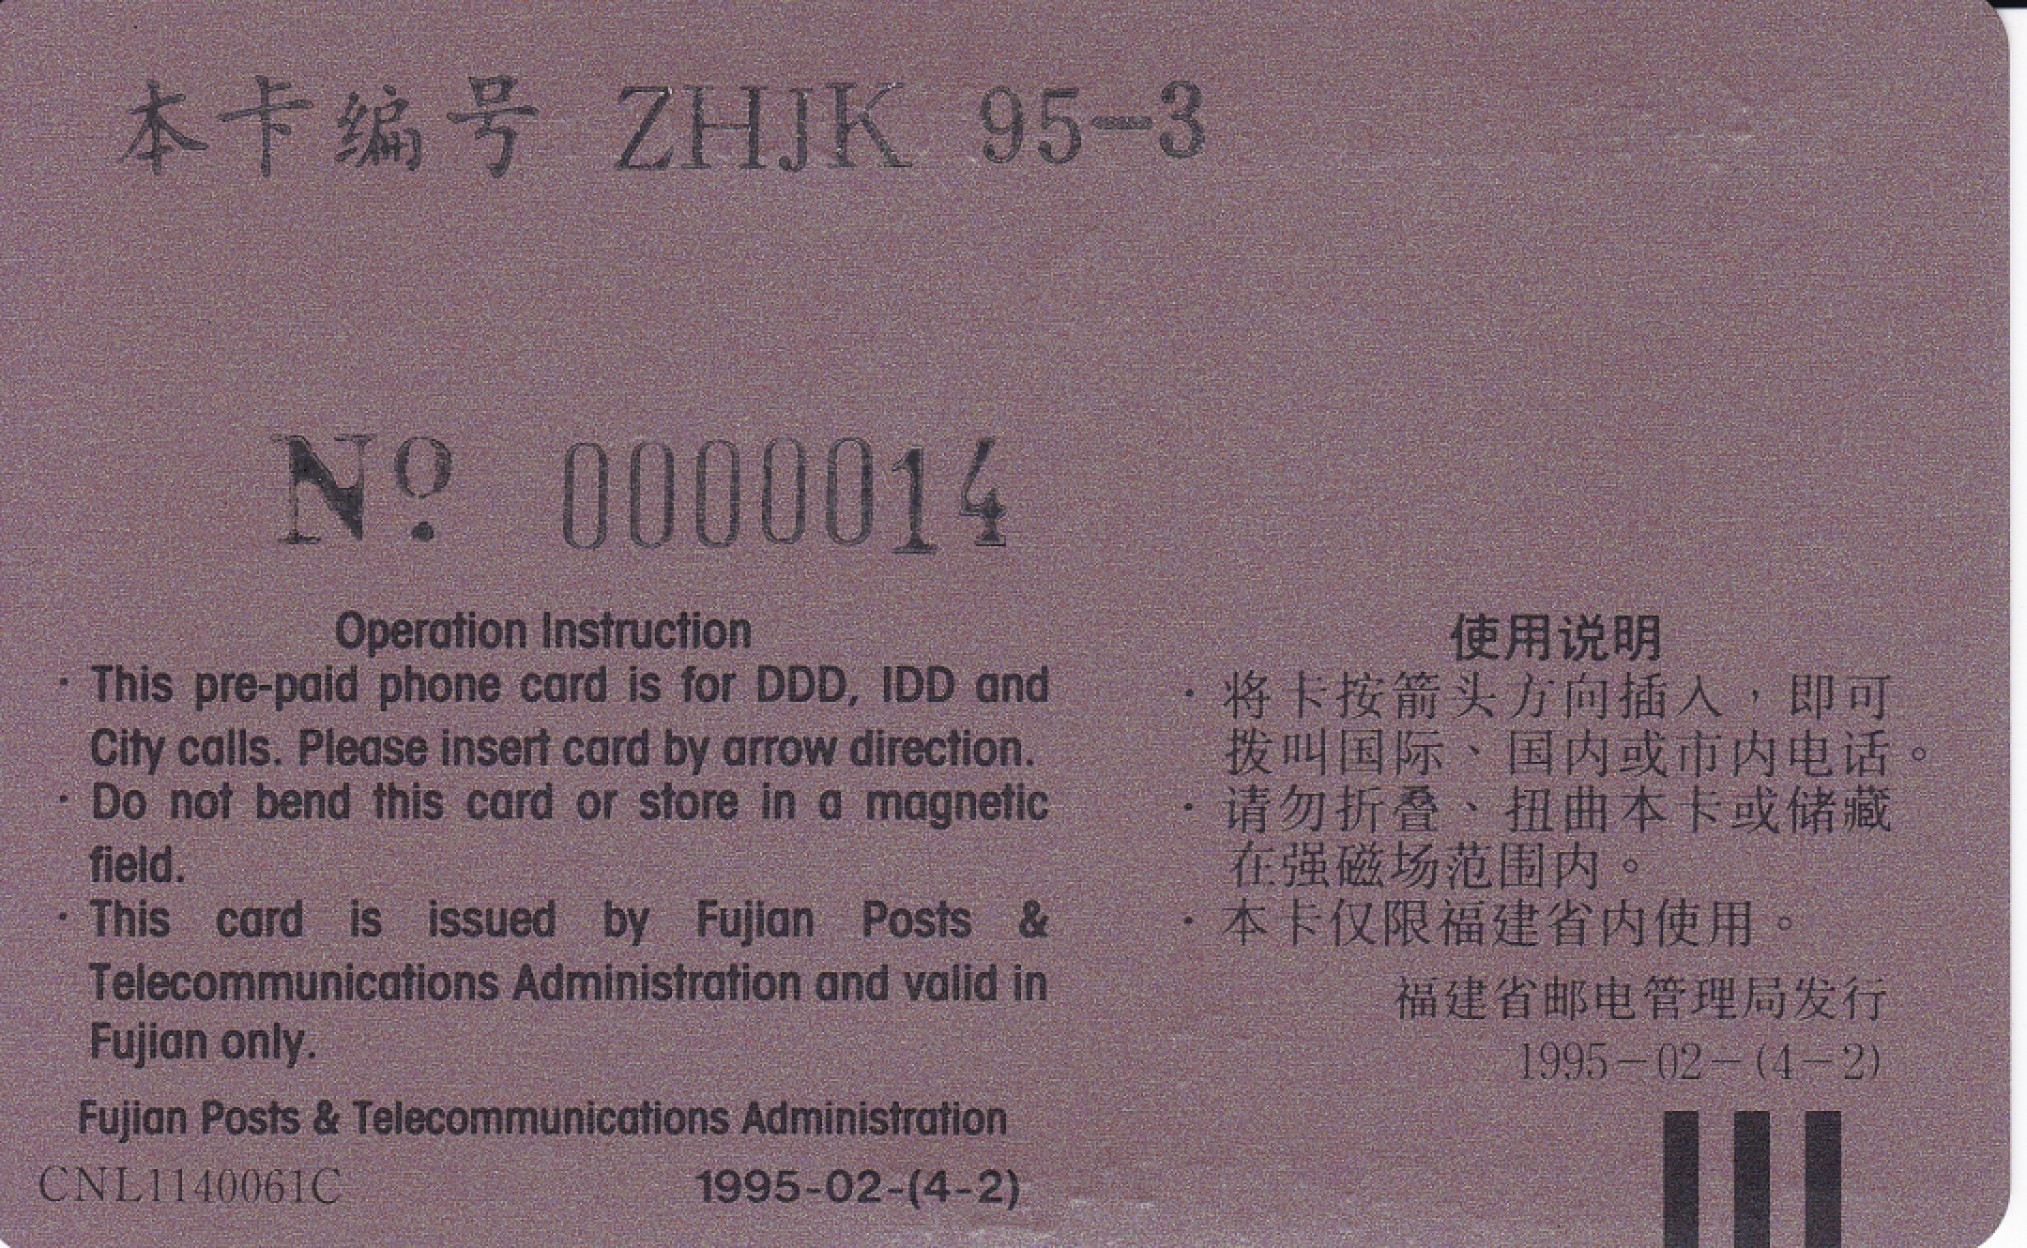 本卡编号 ZHJK 95-3
Nº 0000014
Operation Instruction
· This pre-paid phone card is for DDD, IDD and
City calls. Please insert card by arrow direction.
· Do not bend this card or store in a magnetic
field.
· This card is issued by Fujian Posts &
Telecommunications Administration and valid in
Fujian only.
Fujian Posts & Telecommunications Administration
CNL1140061C 1995-02-(4-2)
使用说明
· 将卡按箭头方向插入，即可
拨叫国际、国内或市内电话。
· 请勿折叠、扭曲本卡或储藏
在强磁场范围内。
· 本卡仅限福建省内使用。
福建省邮电管理局发行
1995-02-(4-2)